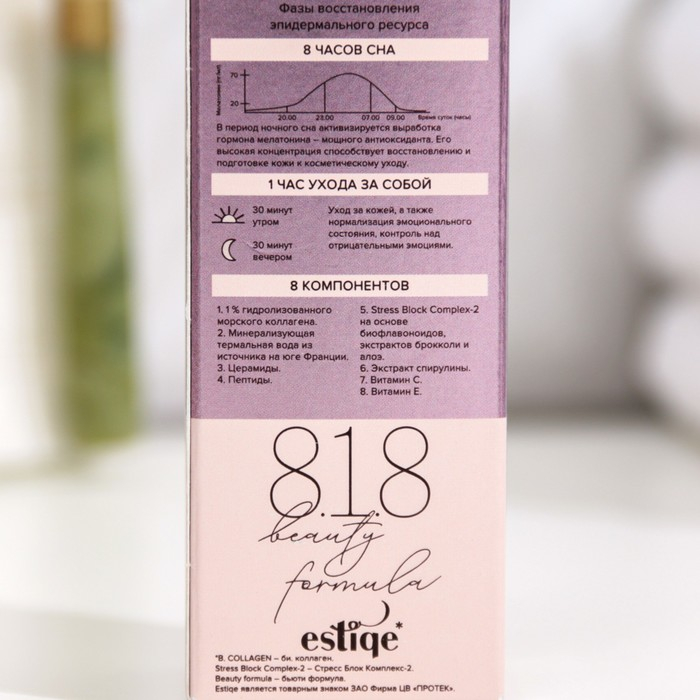 Фазы восстановления
эпидермального ресурса
8 ЧАСОВ СНА
70
20
20.00 23.00 07.00 09.00 Время суток (часы)
В период ночного сна активизируется выработка
гормона мелатонина – мощного антиоксиданта. Его
высокая концентрация способствует восстановлению и
подготовке кожи к косметическому уходу.
1 ЧАС УХОДА ЗА СОБОЙ
30 минут
утром
30 минут
вечером
Уход за кожей, а также
нормализация эмоционального
состояния, контроль над
отрицательными эмоциями.
8 КОМПОНЕНТОВ
1. 1 % гидролизованного
морского коллагена.
2. Минерализующая
термальная вода из
источника на юге Франции.
3. Церамиды.
4. Пептиды.
5. Stress Block Complex-2
на основе
биофлавоноидов,
экстрактов брокколи и
алоэ.
6. Экстракт спирулины.
7. Витамин С.
8. Витамин Е.
8.1.8
beauty
formula
estiqe*
*B. COLLAGEN – би. коллаген.
Stress Block Complex-2 – Стресс Блок Комплекс-2.
Beauty formula – бьюти формула.
Estiqe является товарным знаком ЗАО Фирма ЦВ «ПРОТЕК».